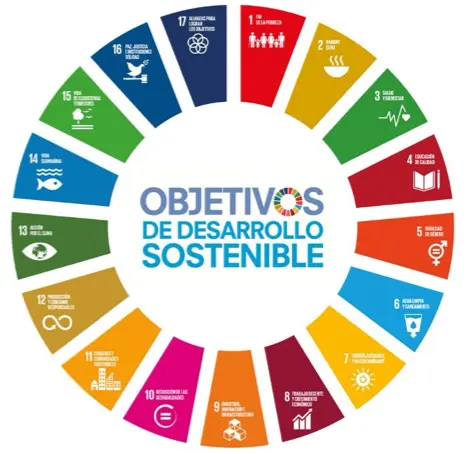 1 FIN
DE LA POBREZA
2 HAMBRE
CERO
3 SALUD
Y BIENESTAR
4 EDUCACIÓN
DE CALIDAD
5 IGUALDAD
DE GÉNERO
6 AGUA LIMPIA
Y SANEAMIENTO
7 ENERGÍA ASEQUIBLE
Y NO CONTAMINANTE
8 TRABAJO DECENTE
Y CRECIMIENTO
ECONÓMICO
9 INDUSTRIA,
INNOVACIÓN E
INFRAESTRUCTURA
10 REDUCCIÓN DE LAS
DESIGUALDADES
11 CIUDADES Y
COMUNIDADES
SOSTENIBLES
12 PRODUCCIÓN
Y CONSUMO
RESPONSABLES
13 ACCIÓN
POR EL CLIMA
14 VIDA
SUBMARINA
15 VIDA
DE ECOSISTEMAS
TERRESTRES
16 PAZ, JUSTICIA
E INSTITUCIONES
SÓLIDAS
17 ALIANZAS PARA
LOGRAR
LOS OBJETIVOS
OBJETIVOS
DE DESARROLLO
SOSTENIBLE